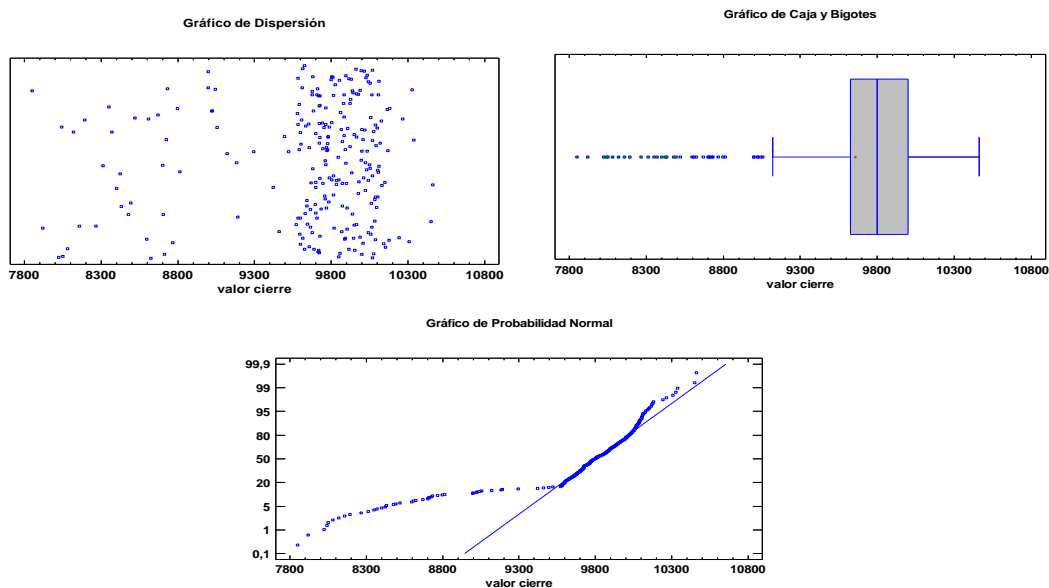 Gráfico de Dispersión
7800 8300 8800 9300 9800 10300 10800
valor cierre
Gráfico de Caja y Bigotes
7800 8300 8800 9300 9800 10300 10800
valor cierre
Gráfico de Probabilidad Normal
99,9
99
95
80
50
20
5
1
0,1
7800 8300 8800 9300 9800 10300 10800
valor cierre